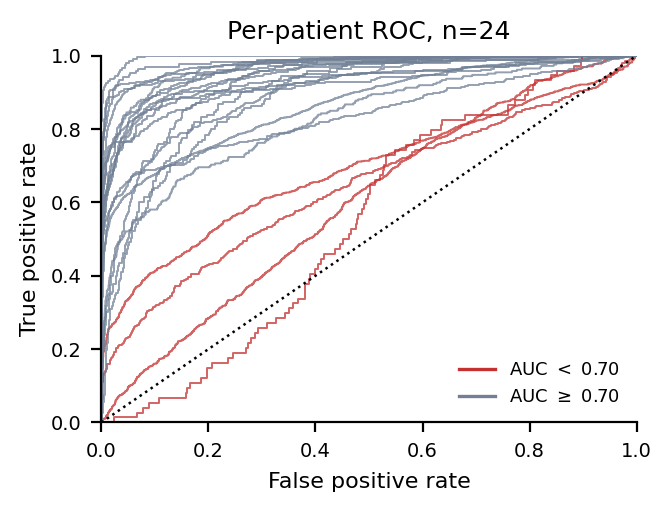 Per-patient ROC, n=24
1.0
0.8
0.6
0.4
0.2
0.0
True positive rate
AUC < 0.70
AUC ≥ 0.70
0.0 0.2 0.4 0.6 0.8 1.0
False positive rate